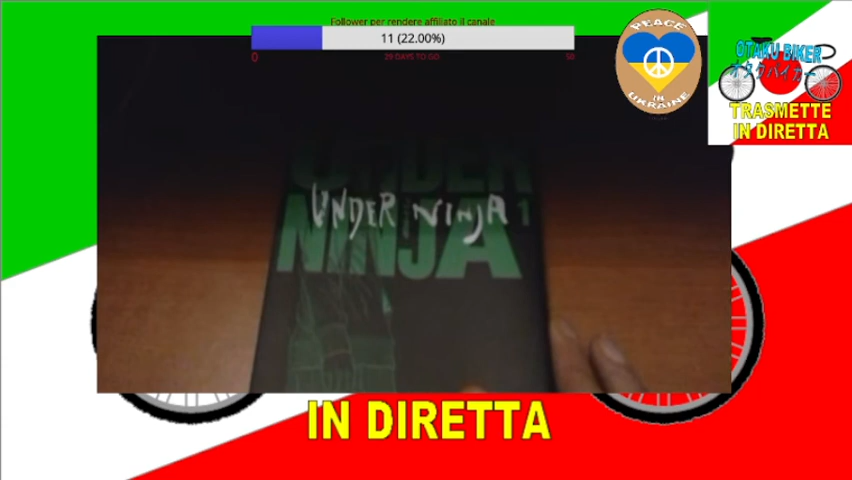 Follower per rendere affiliato il canale
11 (22.00%)
0
29 DAYS TO GO
50
PEACE
IN
UKRAINE
OTAKU BIKER
オタクバイカー
TRASMETTE
IN DIRETTA
UNDER
UNDER NINJA 1
NINJA
IN DIRETTA